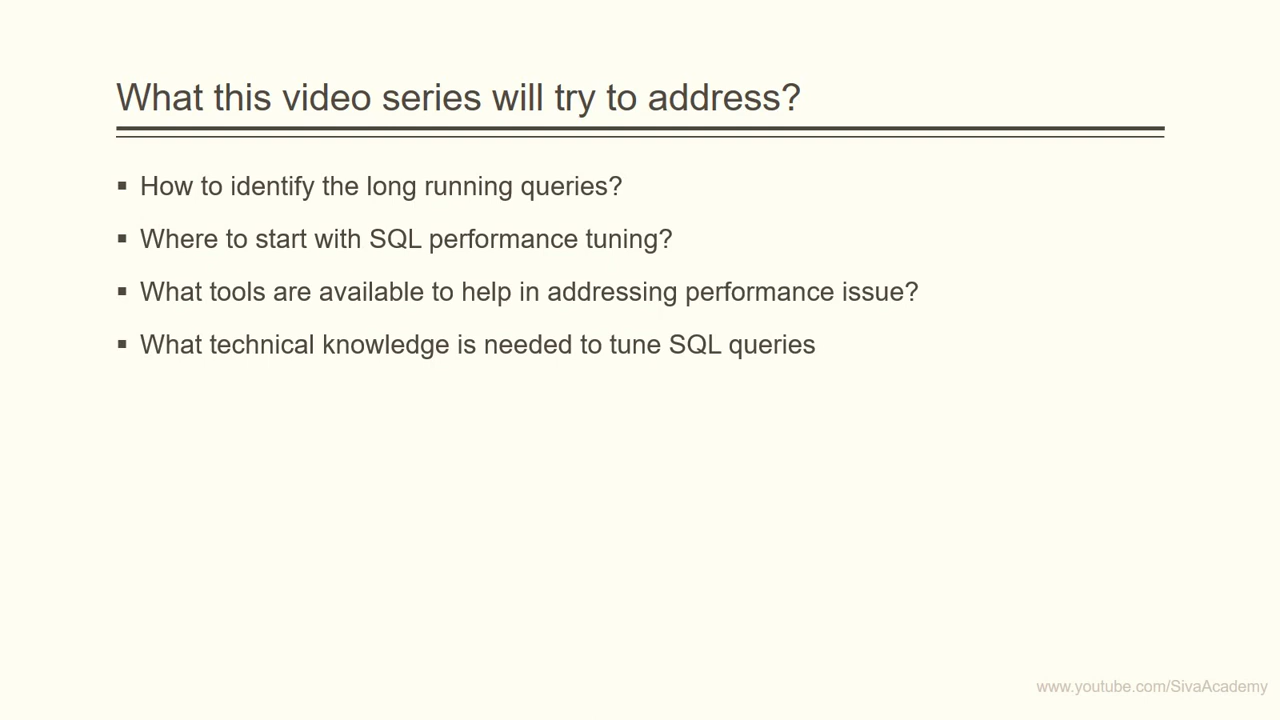 What this video series will try to address?
▪ How to identify the long running queries?
▪ Where to start with SQL performance tuning?
▪ What tools are available to help in addressing performance issue?
▪ What technical knowledge is needed to tune SQL queries
www.youtube.com/SivaAcademy